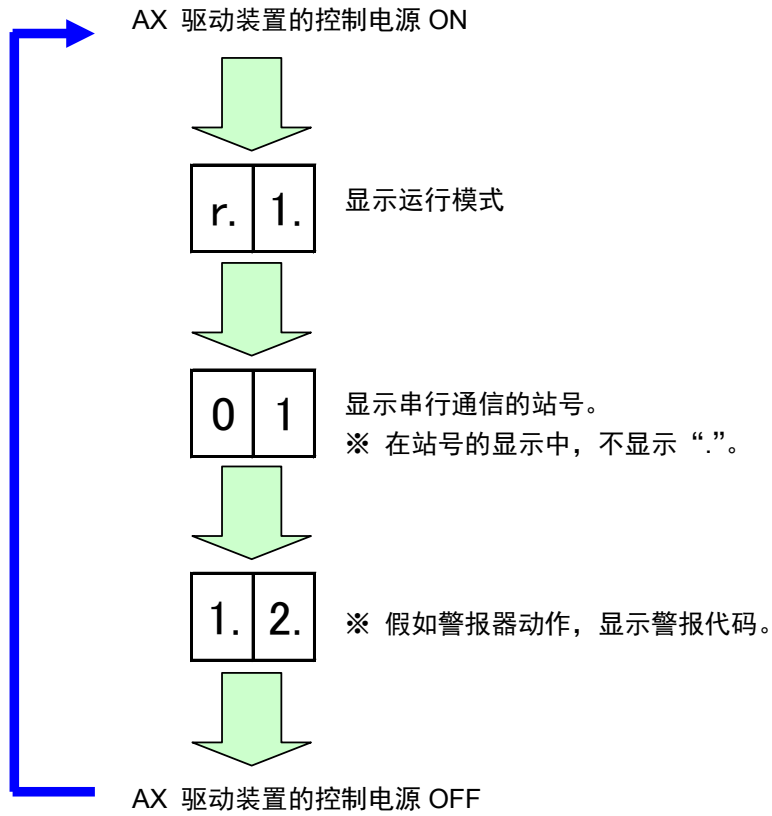 AX 驱动装置的控制电源 ON
r. 1.
显示运行模式
0 1
显示串行通信的站号。
※ 在站号的显示中，不显示 “.”。
1. 2.
※ 假如警报器动作，显示警报代码。
AX 驱动装置的控制电源 OFF